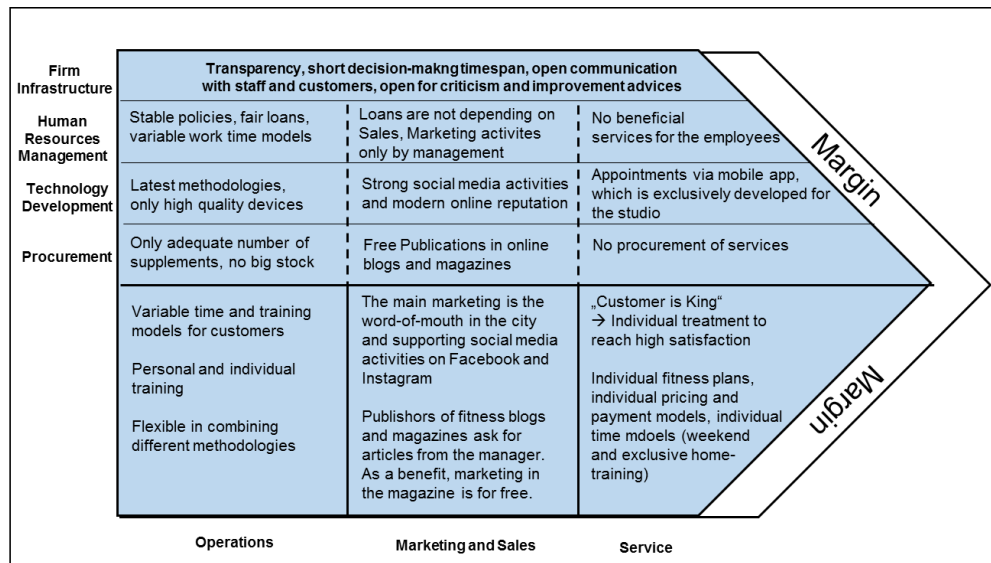 Firm
Infrastructure
Transparency, short decision-makng timespan, open communication
with staff and customers, open for criticism and improvement advices
Human
Resources
Management
Stable policies, fair loans,
variable work time models
Loans are not depending on
Sales, Marketing activites
only by management
No beneficial
services for the employees
Technology
Development
Latest methodologies,
only high quality devices
Strong social media activities
and modern online reputation
Appointments via mobile app,
which is exclusively developed for
the studio
Procurement
Only adequate number of
supplements, no big stock
Free Publications in online
blogs and magazines
No procurement of services
Margin
Variable time and training
models for customers
Personal and individual
training
Flexible in combining
different methodologies
The main marketing is the
word-of-mouth in the city
and supporting social media
activities on Facebook and
Instagram
Publishors of fitness blogs
and magazines ask for
articles from the manager.
As a benefit, marketing in
the magazine is for free.
„Customer is King“
→ Individual treatment to
reach high satisfaction
Individual fitness plans,
individual pricing and
payment models, individual
time mdoels (weekend
and exclusive home-
training)
Margin
Operations
Marketing and Sales
Service